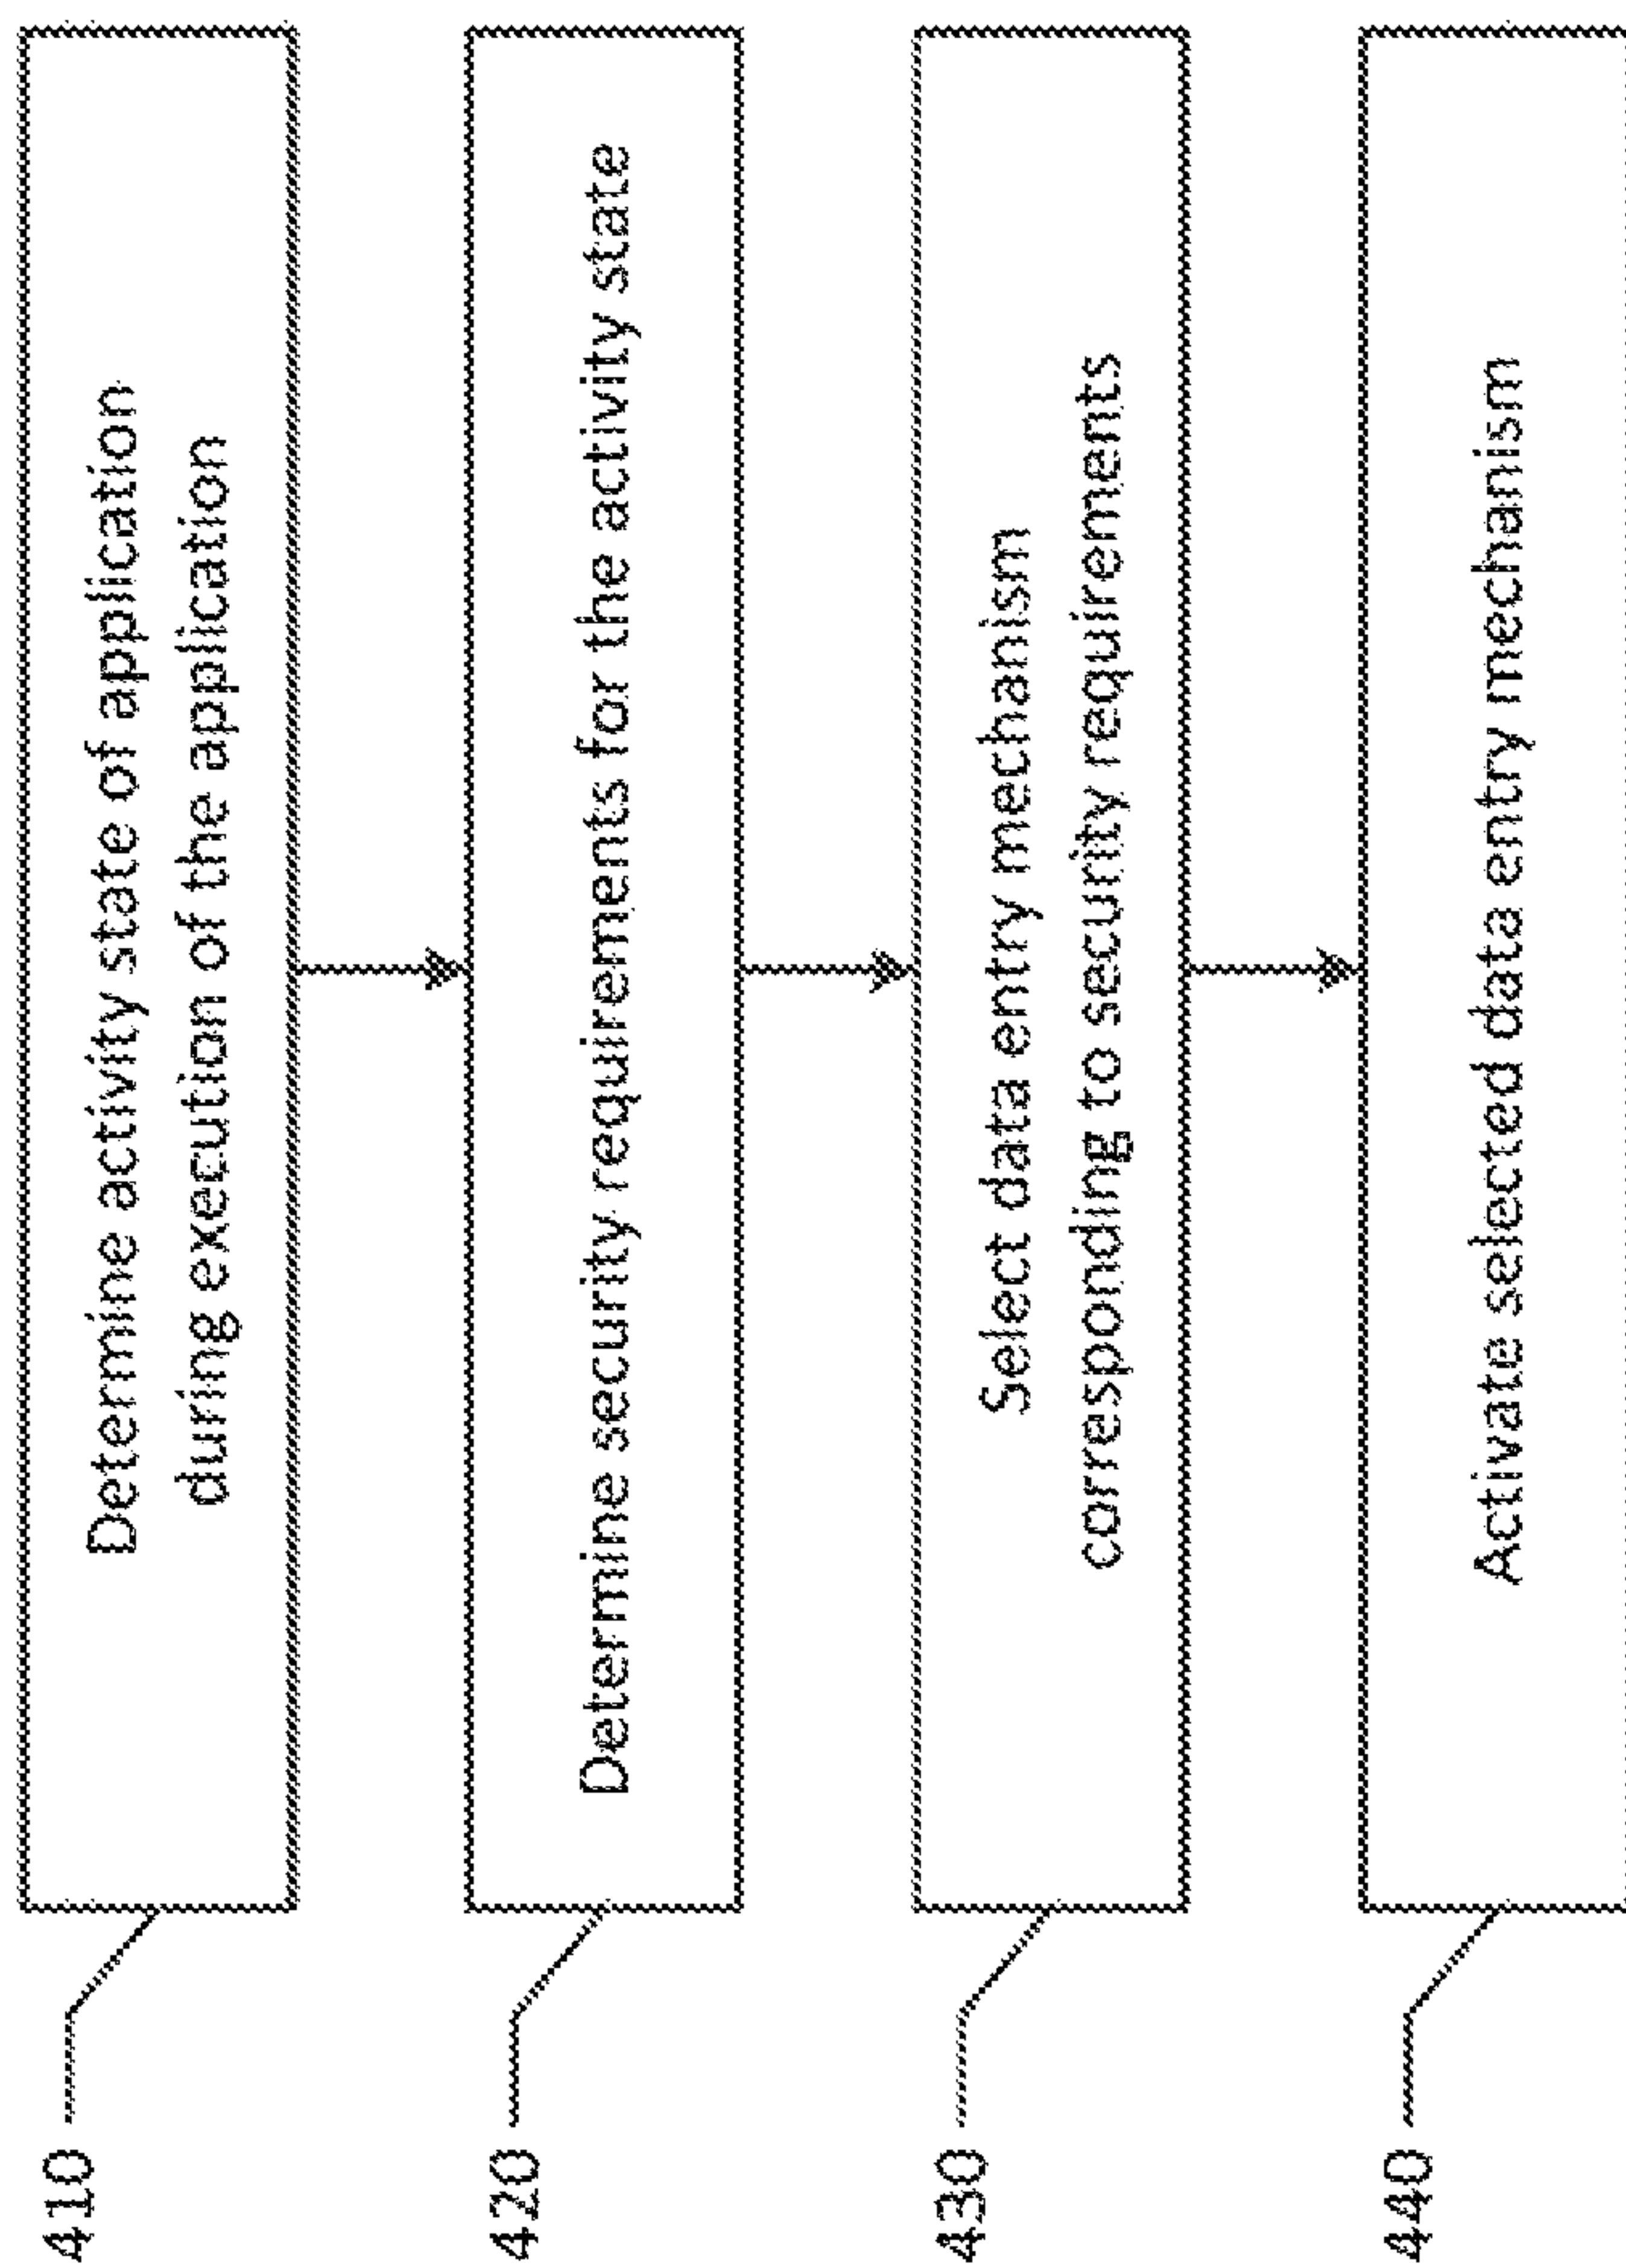 410
Determine activity state of application
during execution of the application
420
Determine security requirements for the activity state
430
Select data entry mechanism
corresponding to security requirements
440
Activate selected data entry mechanism